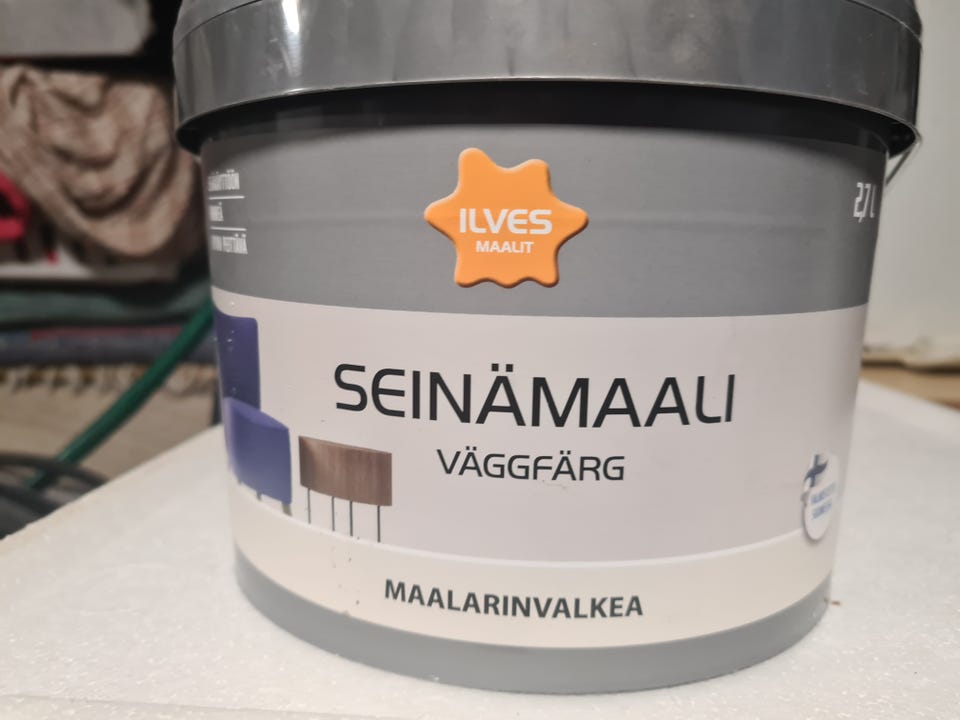 ILVES
MAALIT
2,7 L
SEINÄMAALI
VÄGGFÄRG
MAALARINVALKEA